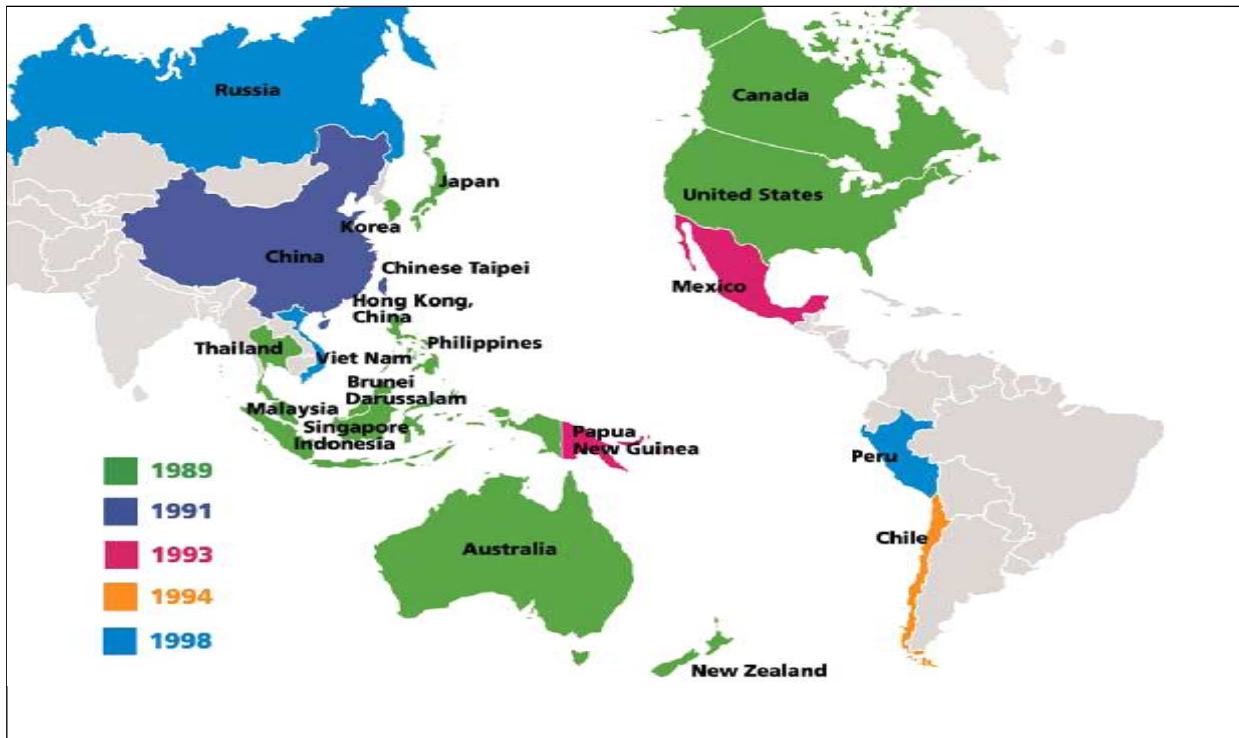 Russia
Canada
Japan
United States
Korea
China
Chinese Taipei
Mexico
Hong Kong,
China
Philippines
Thailand
Viet Nam
Brunei
Darussalam
Malaysia
Singapore
Indonesia
Papua
New Guinea
Peru
1989
1991
Chile
Australia
1993
1994
1998
New Zealand